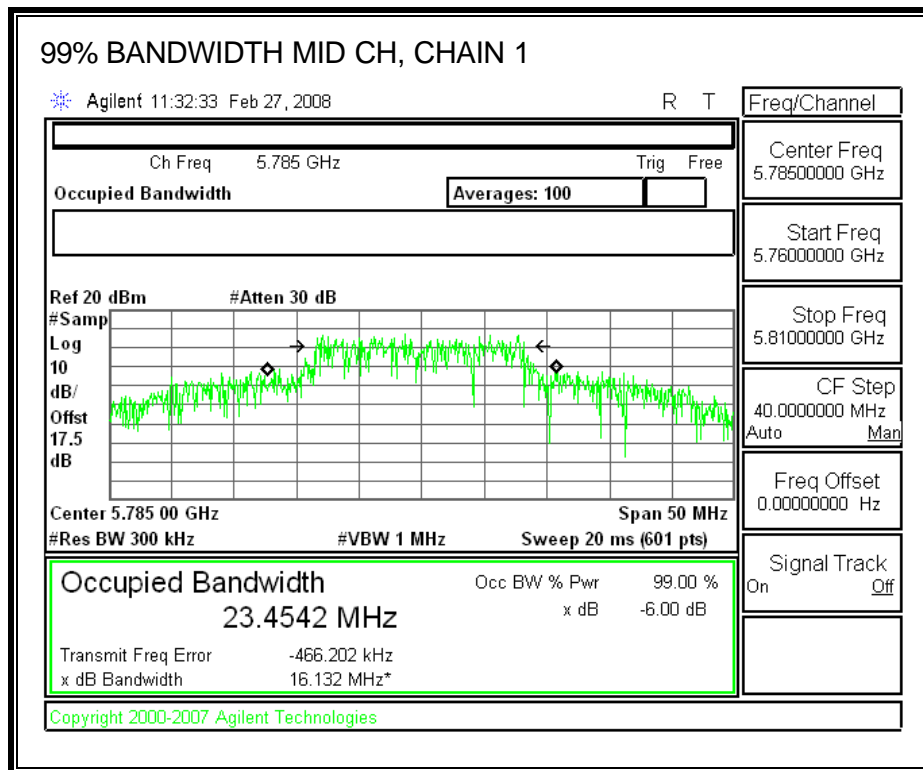 99% BANDWIDTH MID CH, CHAIN 1
Agilent 11:32:33 Feb 27, 2008 R T
Freq/Channel
Ch Freq 5.785 GHz Trig Free
Occupied Bandwidth Averages: 100
Center Freq
5.78500000 GHz
Start Freq
5.76000000 GHz
Stop Freq
5.81000000 GHz
CF Step
40.0000000 MHz
Auto Man
Freq Offset
0.00000000 Hz
Signal Track
On Off
Ref 20 dBm #Atten 30 dB
#Samp
Log
10
dB/
Offst
17.5
dB
Center 5.785 00 GHz Span 50 MHz
#Res BW 300 kHz #VBW 1 MHz Sweep 20 ms (601 pts)
Occupied Bandwidth Occ BW % Pwr 99.00 %
23.4542 MHz x dB -6.00 dB
Transmit Freq Error -466.202 kHz
x dB Bandwidth 16.132 MHz*
Copyright 2000-2007 Agilent Technologies